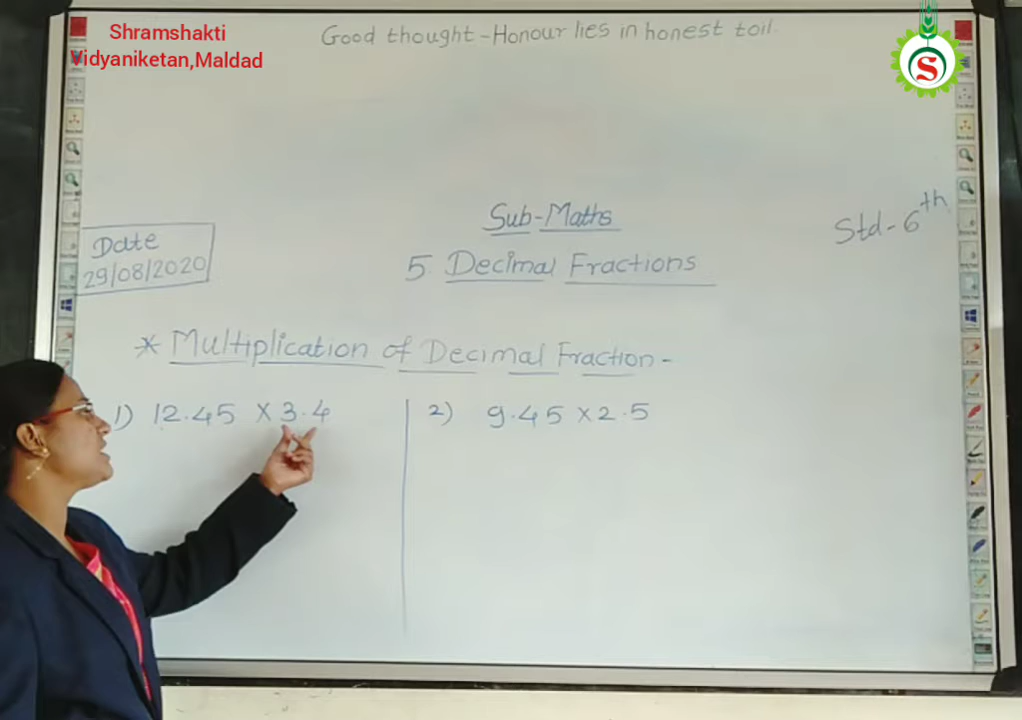 Shramshakti
Vidyaniketan,Maldad
Good thought - Honour lies in honest toil.
S
Sub-Maths
Std-6th
Date
29/08/2020
5 Decimal Fractions
* Multiplication of Decimal Fraction -
1) 12.45 × 3.4
2) 9.45 × 2.5